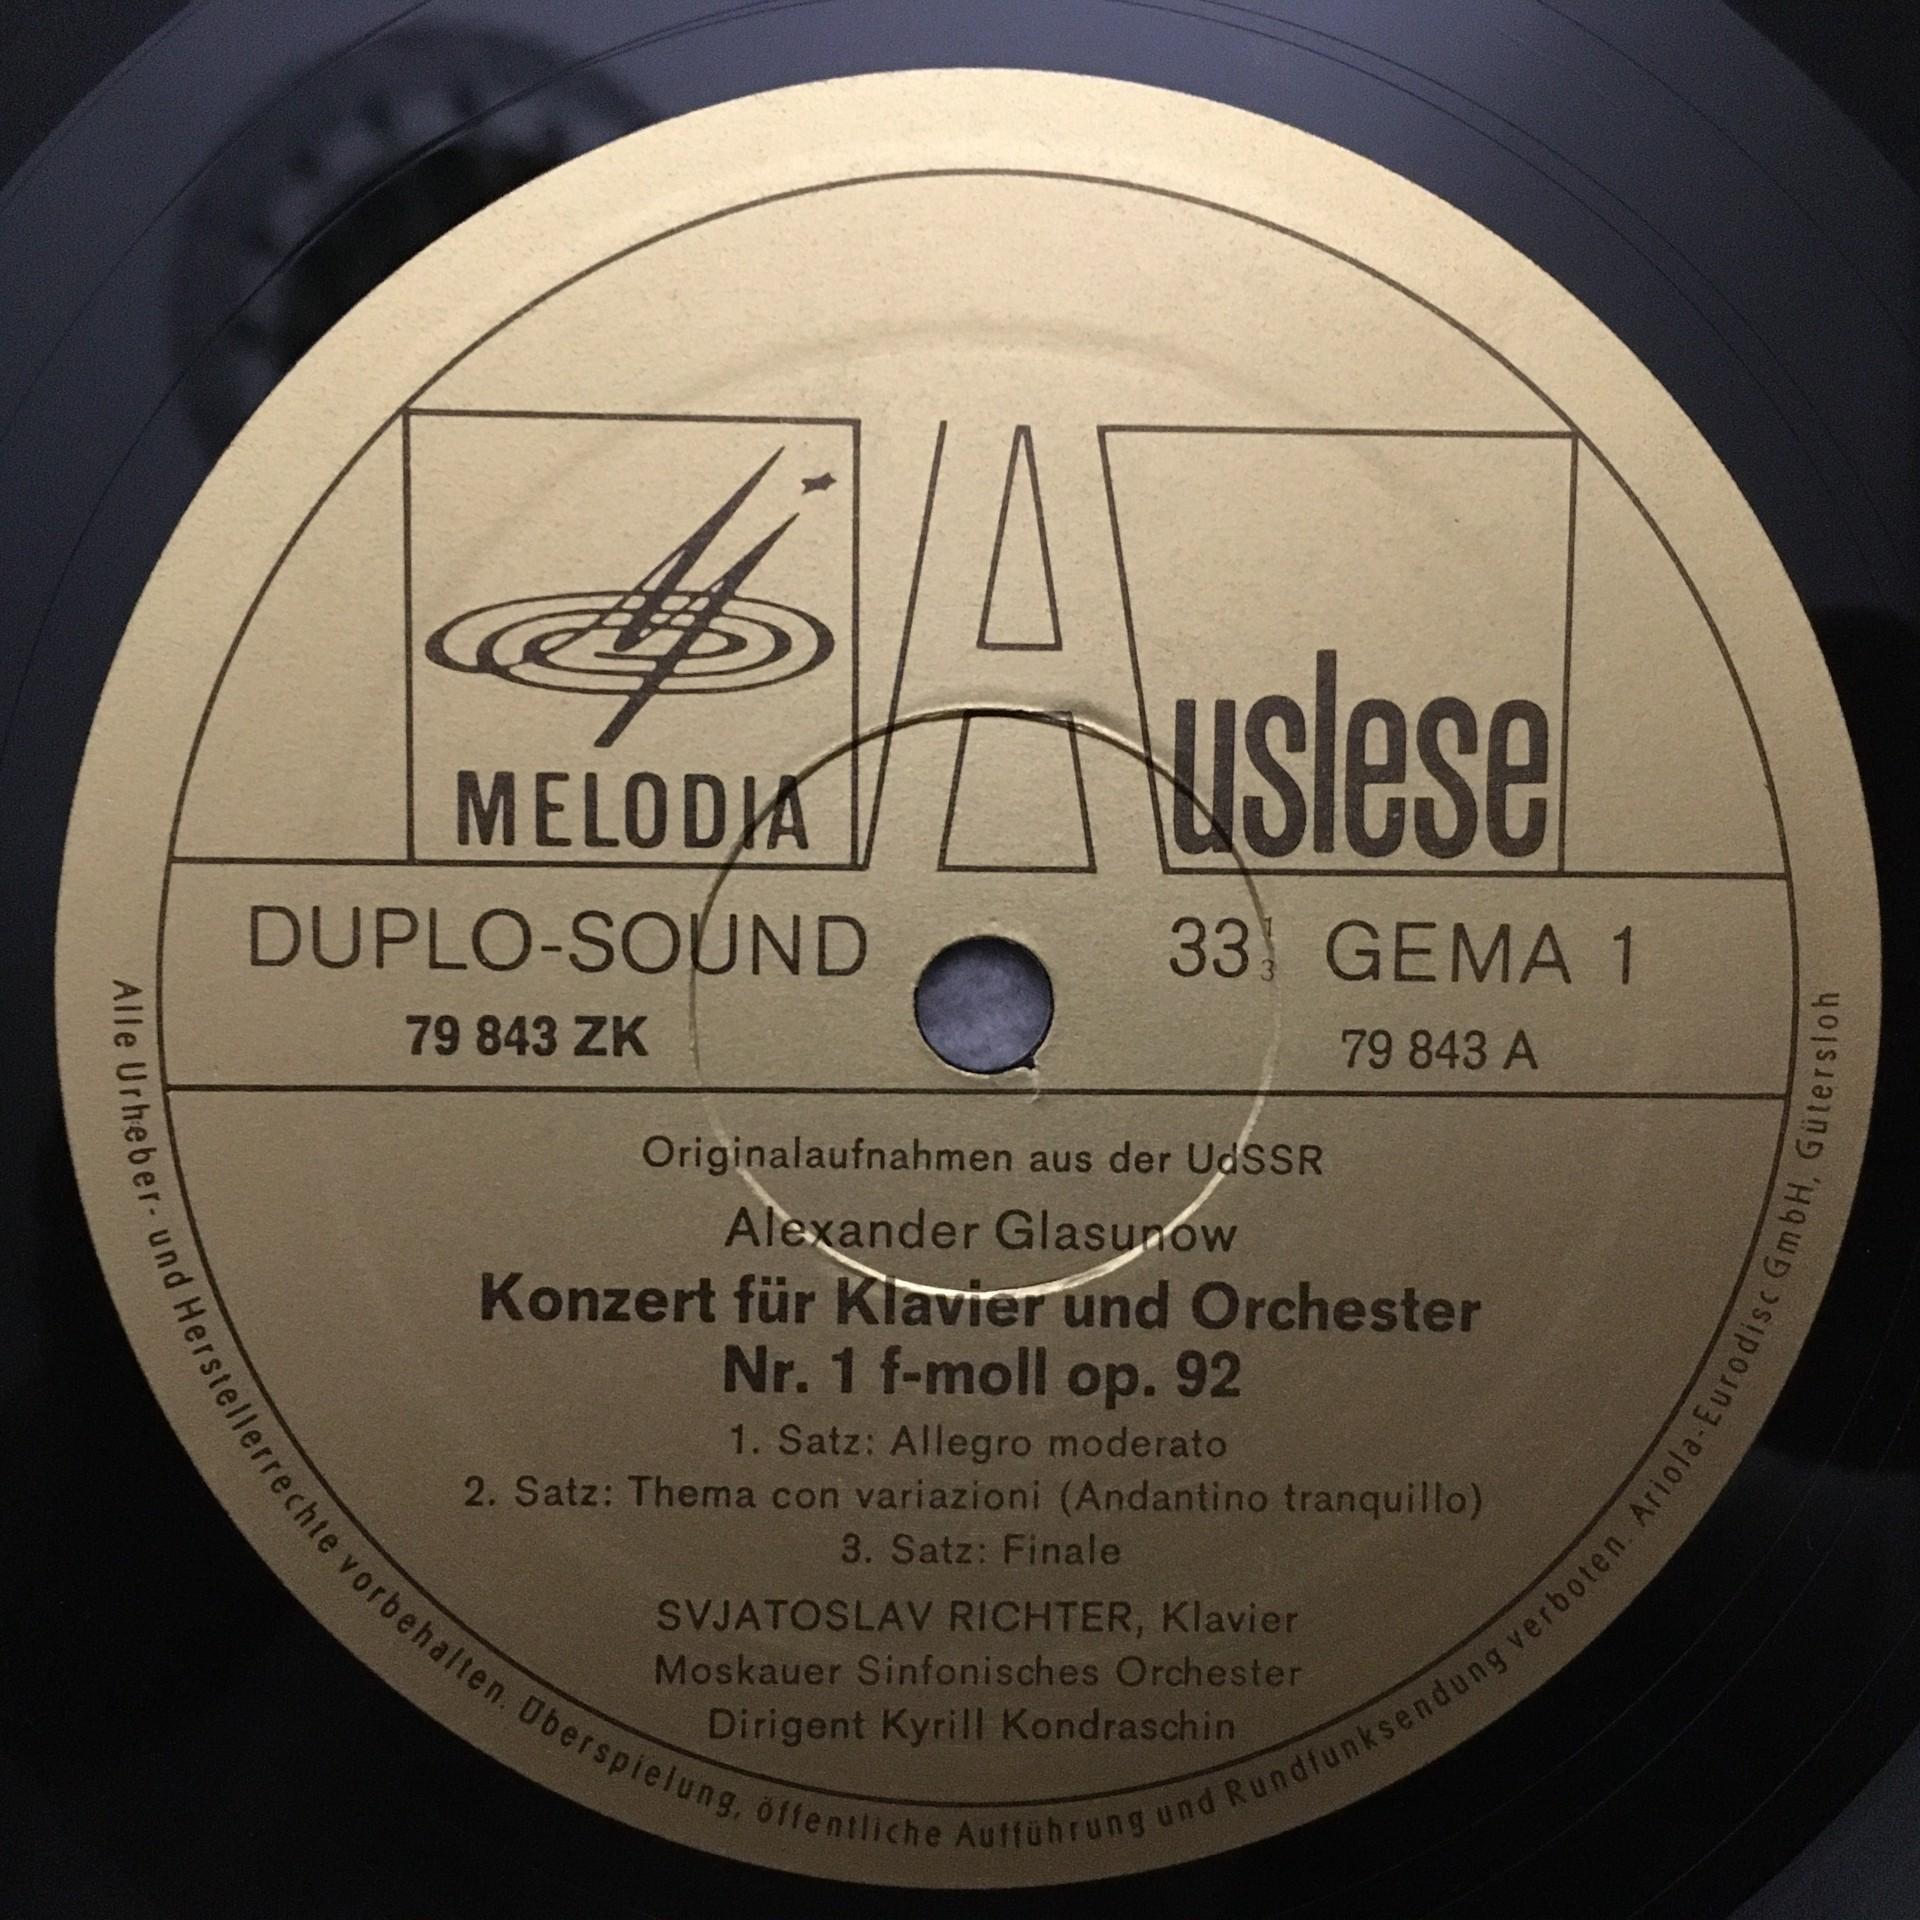 MELODIA
Auslese
DUPLO-SOUND
33 1/3 GEMA 1
79 843 ZK
79 843 A
Originalaufnahmen aus der UdSSR
Alexander Glasunow
Konzert für Klavier und Orchester
Nr. 1 f-moll op. 92
1. Satz: Allegro moderato
2. Satz: Thema con variazioni (Andantino tranquillo)
3. Satz: Finale
SVJATOSLAV RICHTER, Klavier
Moskauer Sinfonisches Orchester
Dirigent Kyrill Kondraschin
Alle Urheber- und Herstellerrechte vorbehalten. Überspielung, öffentliche Aufführung und Rundfunksendung verboten. Ariola-Eurodisc GmbH, Gütersloh